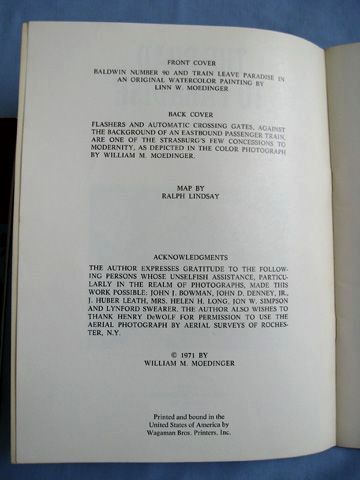 FRONT COVER
BALDWIN NUMBER 90 AND TRAIN LEAVE PARADISE IN
AN ORIGINAL WATERCOLOR PAINTING BY
LINN W. MOEDINGER
BACK COVER
FLASHERS AND AUTOMATIC CROSSING GATES, AGAINST
THE BACKGROUND OF AN EASTBOUND PASSENGER TRAIN,
ARE ONE OF THE STRASBURG'S FEW CONCESSIONS TO
MODERNITY, AS DEPICTED IN THE COLOR PHOTOGRAPH
BY WILLIAM M. MOEDINGER.
MAP BY
RALPH LINDSAY
ACKNOWLEDGMENTS
THE AUTHOR EXPRESSES GRATITUDE TO THE FOLLOW-
ING PERSONS WHOSE UNSELFISH ASSISTANCE, PARTICU-
LARLY IN THE REALM OF PHOTOGRAPHS, MADE THIS
WORK POSSIBLE: JOHN J. BOWMAN, JOHN D. DENNEY, JR.,
J. HUBER LEATH, MRS. HELEN H. LONG, JON W. SIMPSON
AND LYNFORD SWEARER. THE AUTHOR ALSO WISHES TO
THANK HENRY DeWOLF FOR PERMISSION TO USE THE
AERIAL PHOTOGRAPH BY AERIAL SURVEYS OF ROCHES-
TER, N.Y.
© 1971 BY
WILLIAM M. MOEDINGER
Printed and bound in the
United States of America by
Wagaman Bros. Printers, Inc.